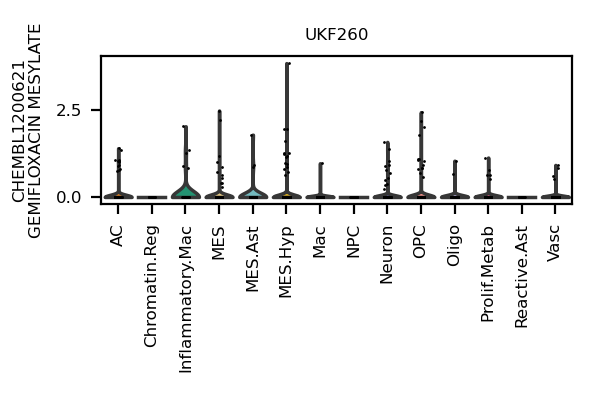 UKF260
CHEMBL1200621
GEMIFLOXACIN MESYLATE
2.5
0.0
AC
Chromatin.Reg
Inflammatory.Mac
MES
MES.Ast
MES.Hyp
Mac
NPC
Neuron
OPC
Oligo
Prolif.Metab
Reactive.Ast
Vasc